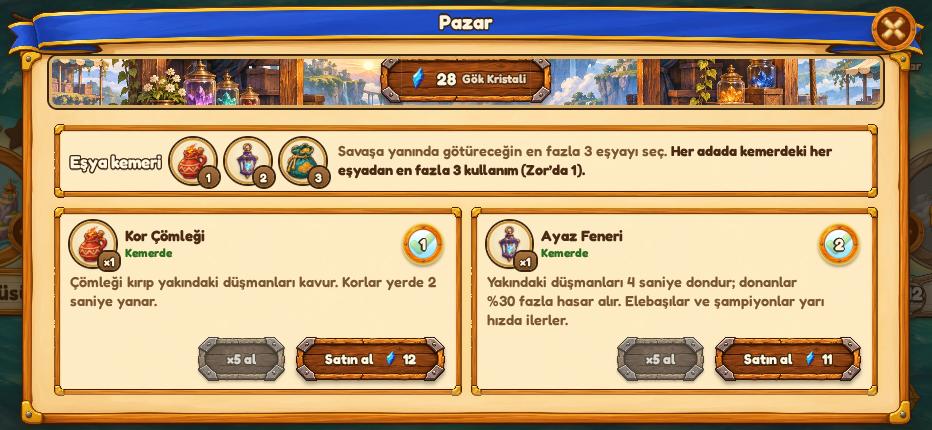 Pazar
28 Gök Kristali
Eşya kemeri
1
2
3
Savaşa yanında götüreceğin en fazla 3 eşyayı seç. Her adada kemerdeki her
eşyadan en fazla 3 kullanım (Zor'da 1).
Kor Çömleği
Kemerde
x1
1
Çömleği kırıp yakındaki düşmanları kavur. Korlar yerde 2
saniye yanar.
x5 al
Satın al 12
Ayaz Feneri
Kemerde
x1
2
Yakındaki düşmanları 4 saniye dondur; donanlar
%30 fazla hasar alır. Elebaşılar ve şampiyonlar yarı
hızda ilerler.
x5 al
Satın al 11